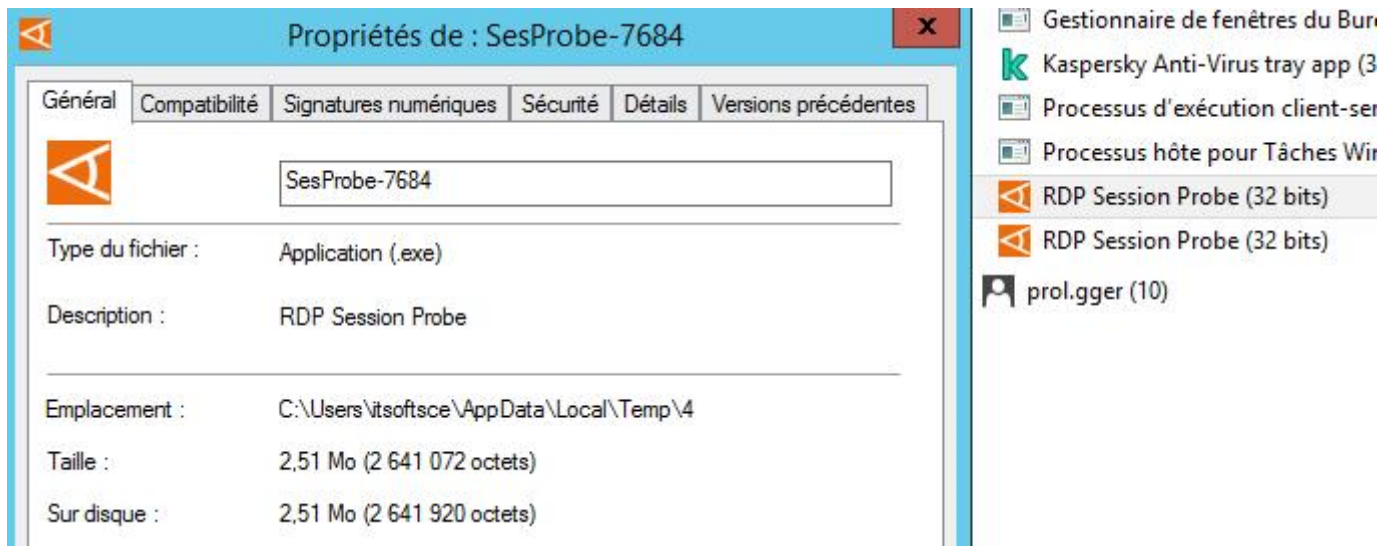 Propriétés de : SesProbe-7684
x
Général Compatibilité Signatures numériques Sécurité Détails Versions précédentes
SesProbe-7684
Type du fichier : Application (.exe)
Description : RDP Session Probe
Emplacement : C:\Users\itsoftsce\AppData\Local\Temp\4
Taille : 2,51 Mo (2 641 072 octets)
Sur disque : 2,51 Mo (2 641 920 octets)
Gestionnaire de fenêtres du
Kaspersky Anti-Virus tray app (3
Processus d'exécution
Processus hôte pour Tâches
RDP Session Probe (32 bits)
RDP Session Probe (32 bits)
prol.gger (10)